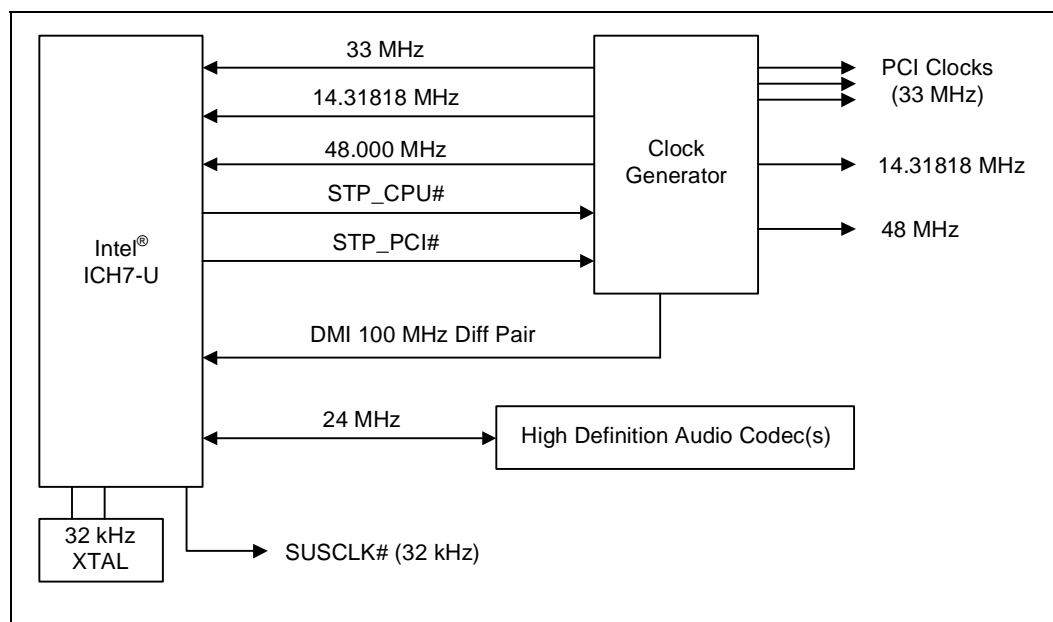 33 MHz
14.31818 MHz
48.000 MHz
STP_CPU#
STP_PCI#
Intel®
ICH7-U
DMI 100 MHz Diff Pair
24 MHz
Clock
Generator
PCI Clocks
(33 MHz)
14.31818 MHz
48 MHz
High Definition Audio Codec(s)
32 kHz
XTAL
SUSCLK# (32 kHz)